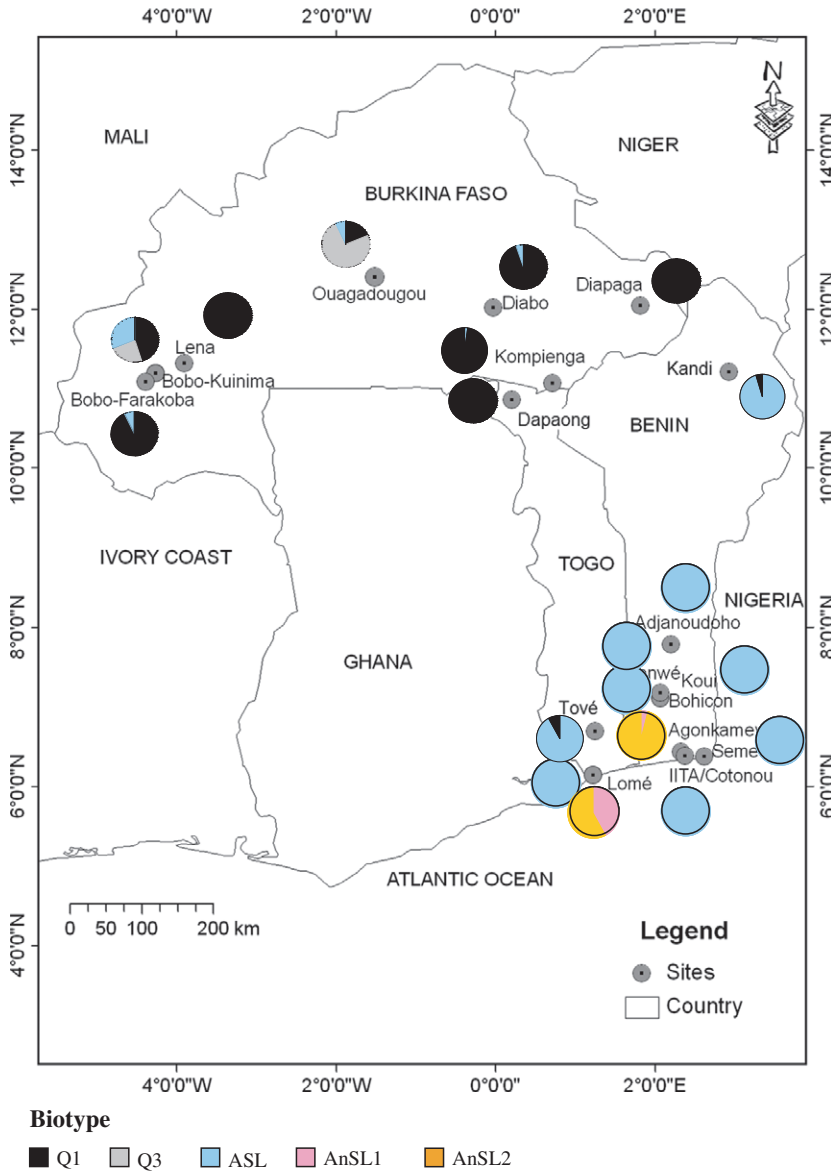 4°0'0"W 2°0'0"W 0°0'0" 2°0'0"E
N
MALI
NIGER
14°0'0"N 14°0'0"N
BURKINA FASO
Ouagadougou
Diapaga
Diabo
12°0'0"N 12°0'0"N
Lena
Kompienga
Kandi
Bobo-Kuinima
Bobo-Farakoba
Dapaong
BENIN
10°0'0"N 10°0'0"N
IVORY COAST
TOGO
NIGERIA
Adjanoudoho
8°0'0"N 8°0'0"N
GHANA
Koui
Bohicon
Tové
Seme
IITA/Cotonou
Lomé
6°0'0"N 6°0'0"N
ATLANTIC OCEAN
0 50 100 200 km
4°0'0"N 4°0'0"N
Legend
Sites
Country
4°0'0"W 2°0'0"W 0°0'0" 2°0'0"E
Biotype
Q1 Q3 ASL AnSL1 AnSL2